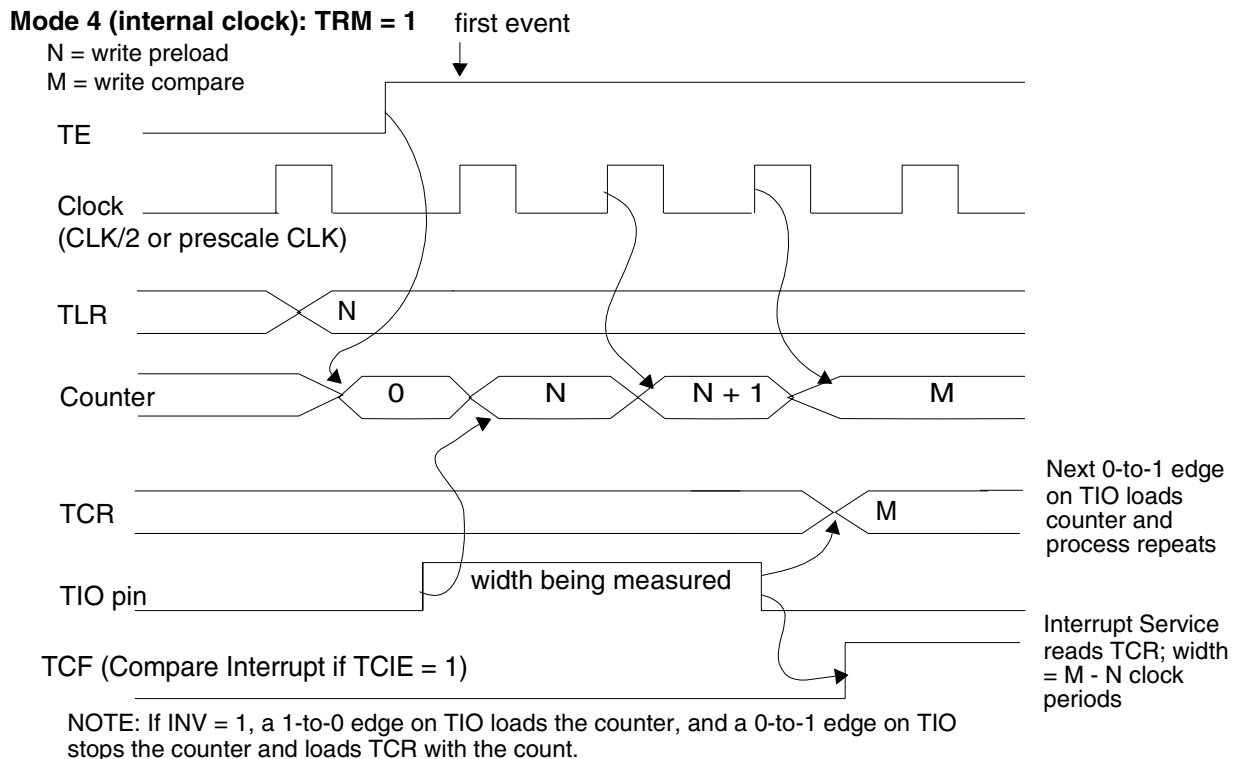 Mode 4 (internal clock): TRM = 1
first event
N = write preload
M = write compare
TE
Clock
(CLK/2 or prescale CLK)
TLR
N
Counter
0
N
N + 1
M
TCR
M
Next 0-to-1 edge
on TIO loads
counter and
process repeats
TIO pin
width being measured
TCF (Compare Interrupt if TCIE = 1)
Interrupt Service
reads TCR; width
= M - N clock
periods
NOTE: If INV = 1, a 1-to-0 edge on TIO loads the counter, and a 0-to-1 edge on TIO
stops the counter and loads TCR with the count.